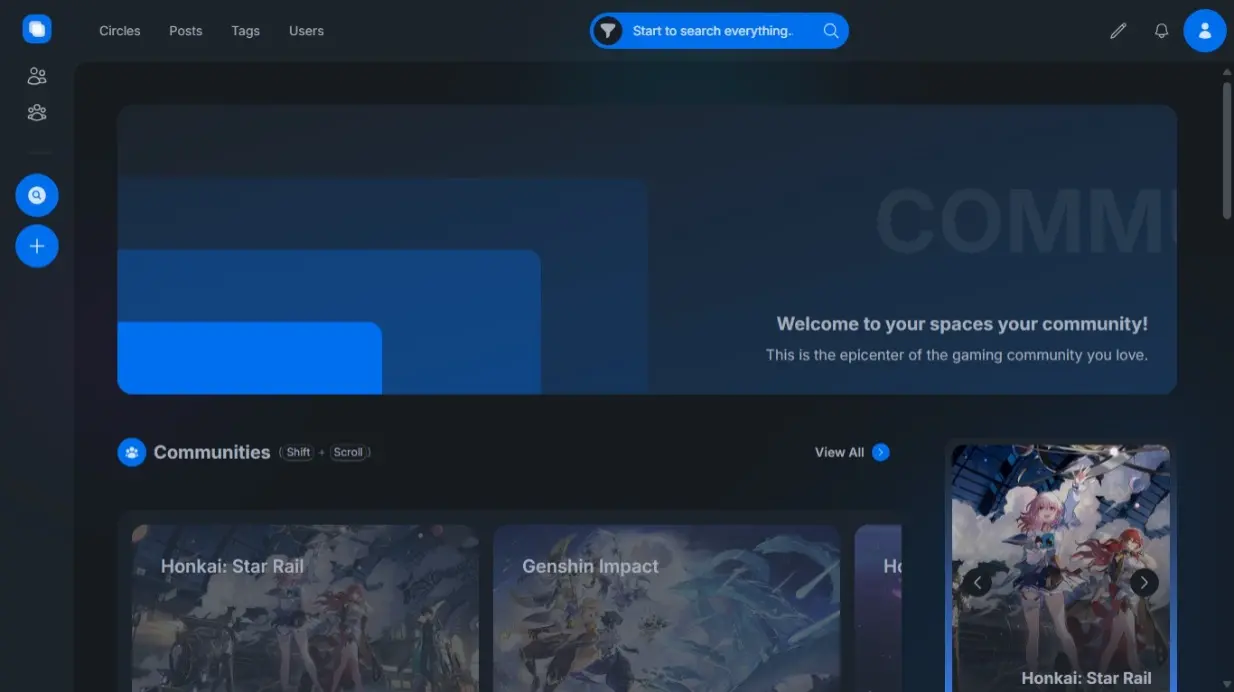 Circles Posts Tags Users Start to search everything..
COMMU
Welcome to your spaces your community!
This is the epicenter of the gaming community you love.
Communities (Shift + Scroll) View All
Honkai: Star Rail
Genshin Impact
Ho
Honkai: Star Rail